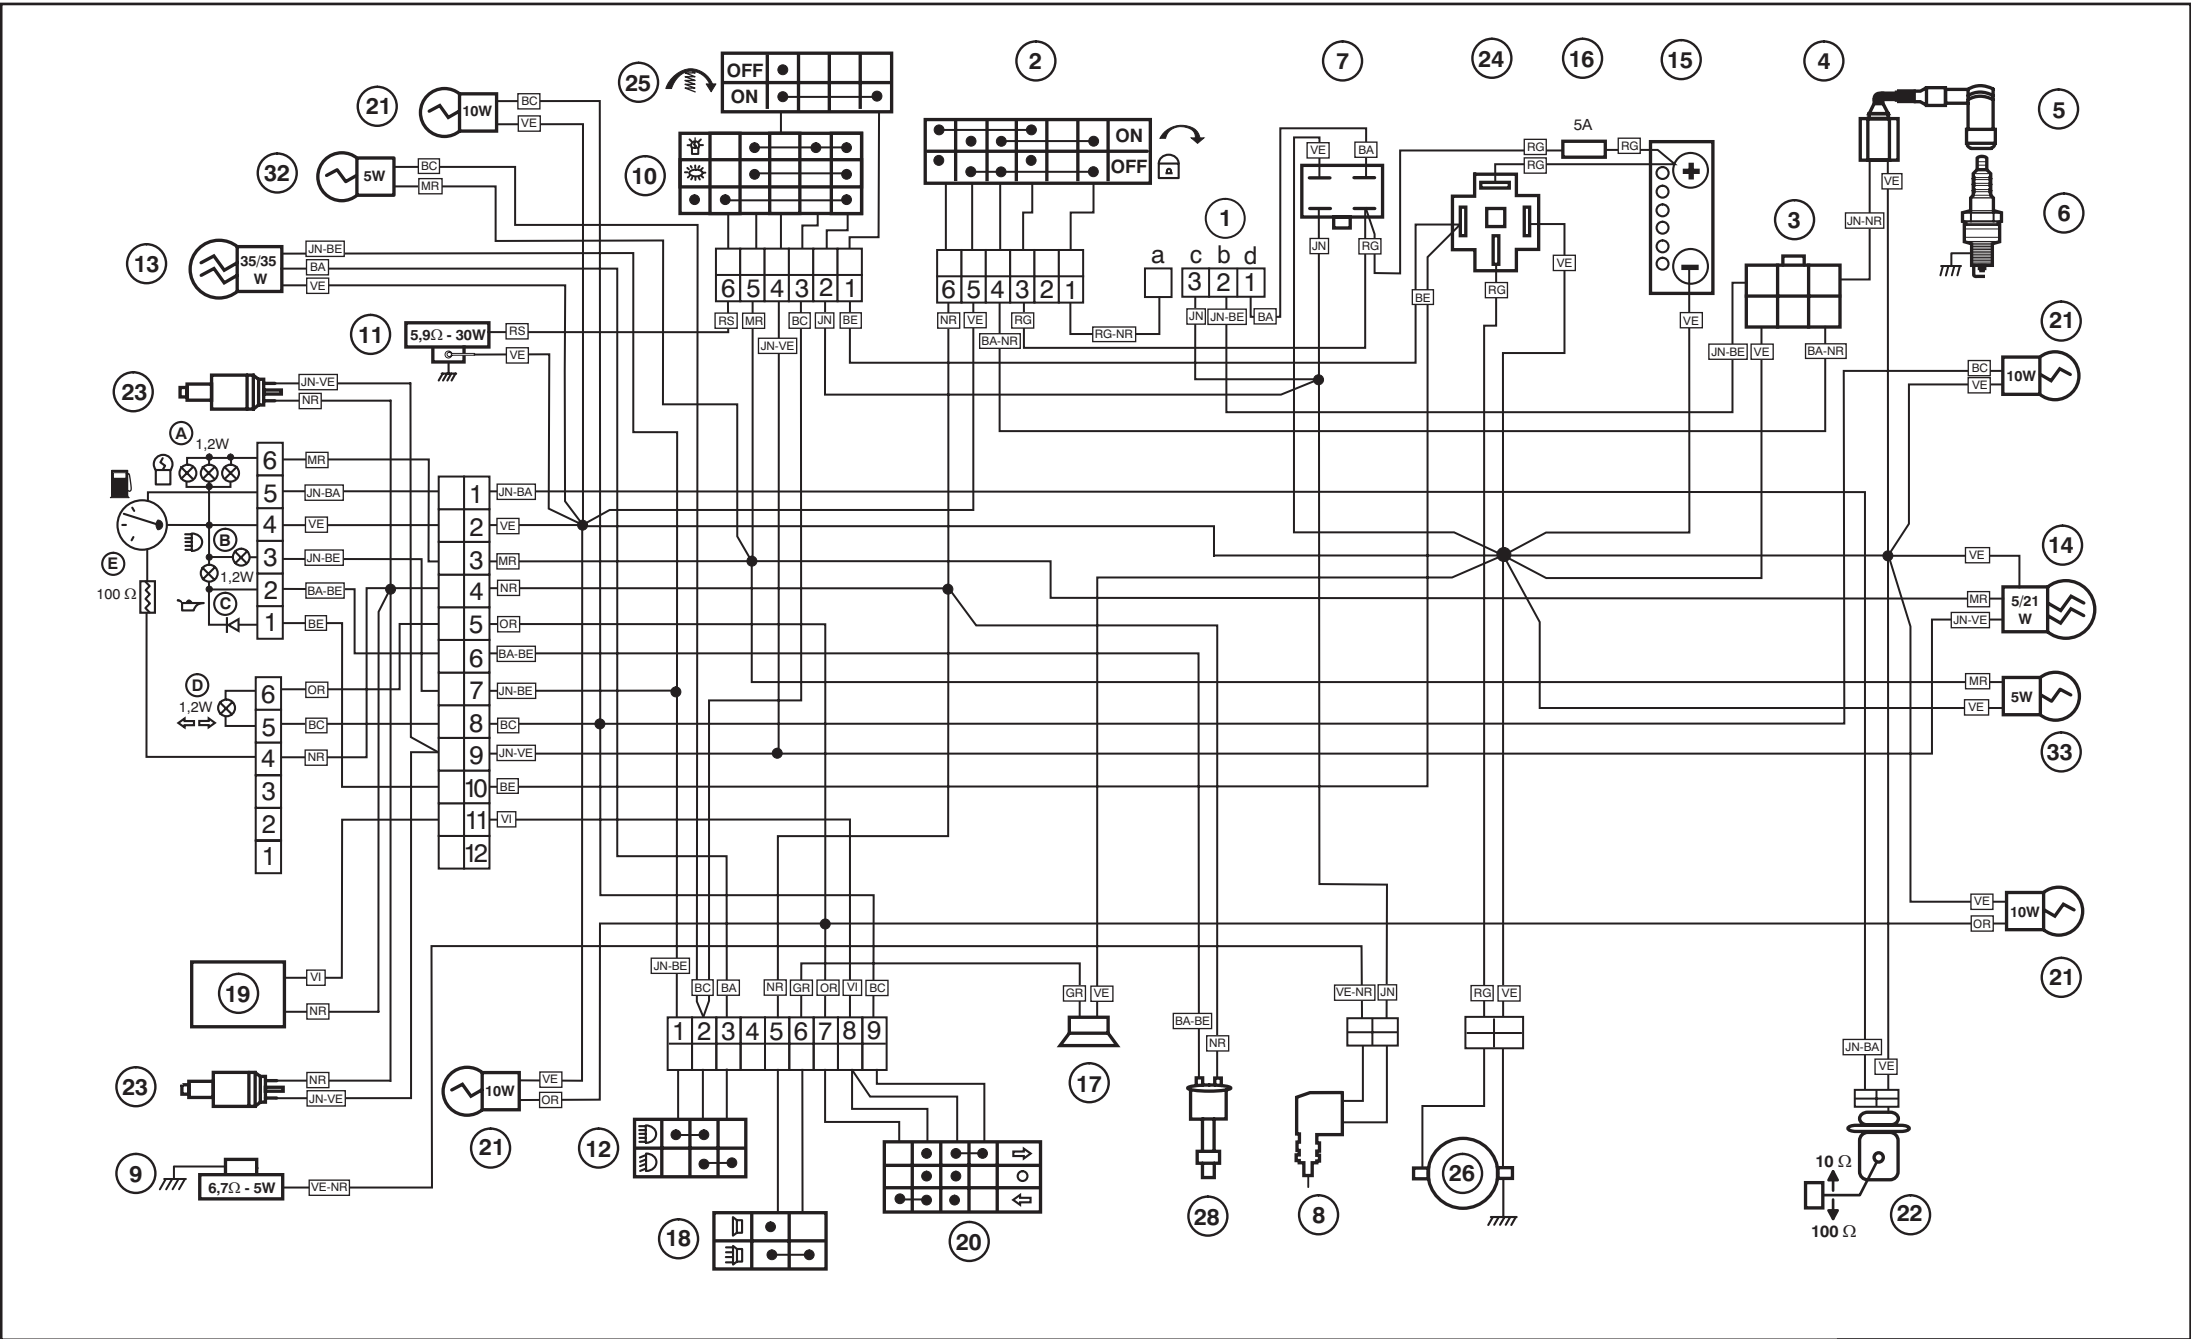 2
7
24
16
15
4
25
OFF
ON
21
10W
BC
VE
5
5A
ON
OFF
VE
BA
RG
RG
RG
32
5W
BC
MR
10
VE
6
JN-NR
3
1
13
35/35
W
JN-BE
BA
VE
JN
RG
VE
a
c
b
d
6 5 4 3 2 1
6 5 4 3 2 1
3 2 1
RG
BE
11
5,9Ω - 30W
RS
VE
RS
MR
BC
JN
BE
JN-VE
NR
VE
RG
BA-NR
RG-NR
JN
JN-BE
BA
VE
JN-BE
VE
BA-NR
21
10W
BC
VE
23
JN-VE
NR
A
1,2W
6
MR
5
JN-BA
4
VE
B
3
JN-BE
1,2W
2
BA-BE
C
1
BE
E
100 Ω
1
JN-BA
2
VE
3
MR
4
NR
5
OR
6
BA-BE
7
JN-BE
8
BC
9
JN-VE
10
BE
11
VI
12
14
VE
MR
JN-VE
5/21
W
D
1,2W
6
OR
5
BC
4
NR
3
2
1
MR
VE
5W
33
VE
OR
10W
21
19
VI
NR
JN-BE
BC
BA
NR
GR
OR
VI
BC
GR
VE
VE-NR
JN
RG
VE
1 2 3 4 5 6 7 8 9
BA-BE
NR
JN-BA
VE
17
23
NR
JN-VE
10W
VE
OR
21
12
9
6,7Ω - 5W
VE-NR
18
20
28
8
26
10 Ω
100 Ω
22